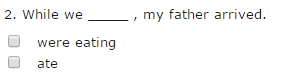 2. While we ______ , my father arrived.
were eating
ate